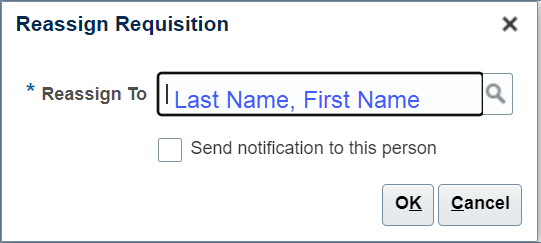 Reassign Requisition
* Reassign To
Last Name, First Name
Send notification to this person
OK
Cancel